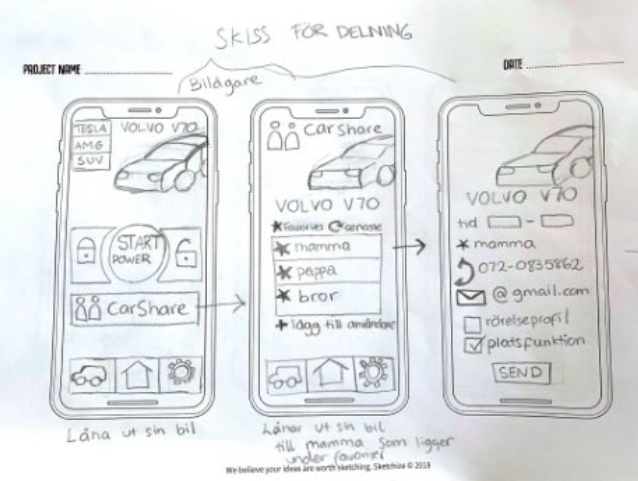 SKISS FÖR DELNING
PROJECT NAME
DATE
Bilägare
TESLA
AMG
SUV
VOLVO V70
START
POWER
CarShare
Låna ut sin bil
CarShare
VOLVO V70
Favorites Senaste
mamma
pappa
bror
+ lägg till användare
Lånar ut sin bil
till mamma som ligger
under favoriter
VOLVO V70
tid -
mamma
072-0835862
@gmail.com
rörelseprofil
platsfunktion
SEND
We believe your ideas are worth sketching. Sketchize © 2018